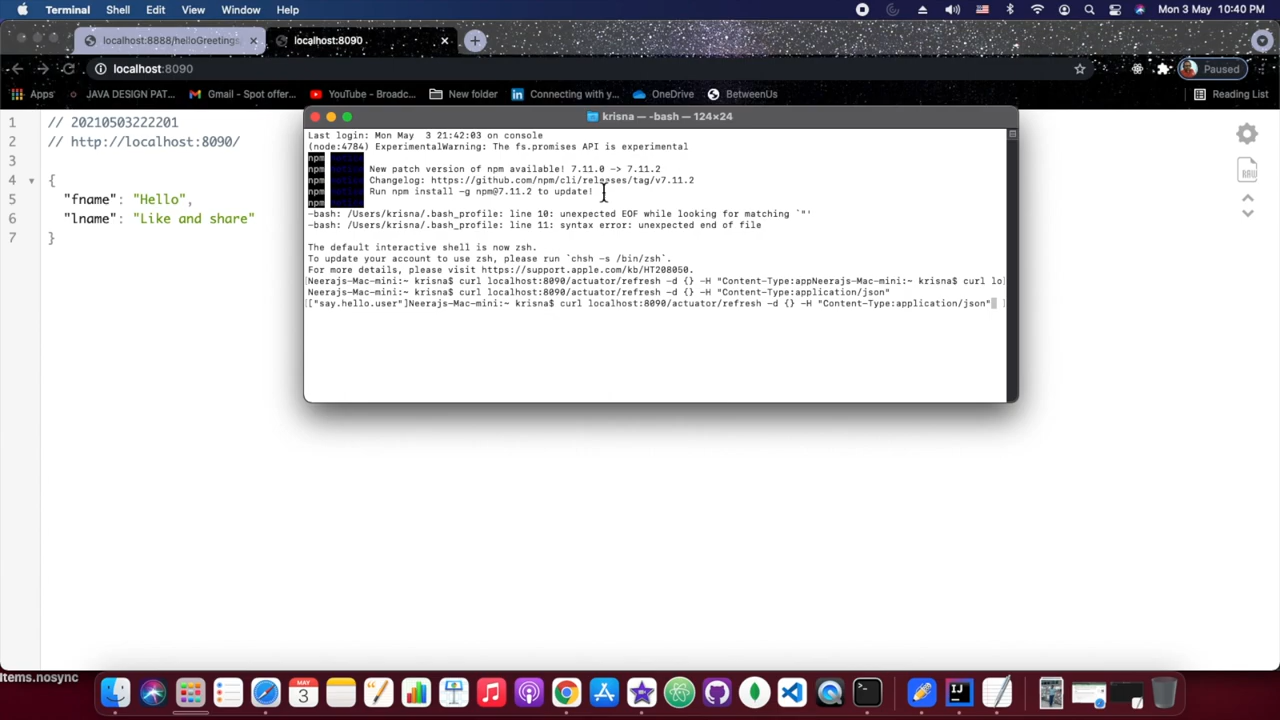 Terminal Shell Edit View Window Help Mon 3 May 10:40 PM
localhost:8888/helloGreetings localhost:8090
localhost:8090 Paused
Apps JAVA DESIGN PAT... Gmail - Spot offer... YouTube - Broadc... New folder Connecting with y... OneDrive BetweenUs Reading List
krisna — -bash — 124×24
1 // 20210503222201
2 // http://localhost:8090/
3
4 {
5 "fname": "Hello",
6 "lname": "Like and share"
7 }
RAW
Last login: Mon May 3 21:42:03 on console
(node:4784) ExperimentalWarning: The fs.promises API is experimental
npm notice
npm notice New patch version of npm available! 7.11.0 -> 7.11.2
npm notice Changelog: https://github.com/npm/cli/releases/tag/v7.11.2
npm notice Run npm install -g npm@7.11.2 to update!
npm notice
-bash: /Users/krisna/.bash_profile: line 10: unexpected EOF while looking for matching `"'
-bash: /Users/krisna/.bash_profile: line 11: syntax error: unexpected end of file
The default interactive shell is now zsh.
To update your account to use zsh, please run `chsh -s /bin/zsh`.
For more details, please visit https://support.apple.com/kb/HT208050.
Neerajs-Mac-mini:~ krisna$ curl localhost:8090/actuator/refresh -d {} -H "Content-Type:appNeerajs-Mac-mini:~ krisna$ curl lo
Neerajs-Mac-mini:~ krisna$ curl localhost:8090/actuator/refresh -d {} -H "Content-Type:application/json"
["say.hello.user"]Neerajs-Mac-mini:~ krisna$ curl localhost:8090/actuator/refresh -d {} -H "Content-Type:application/json"
Items.nosync
MAY
3